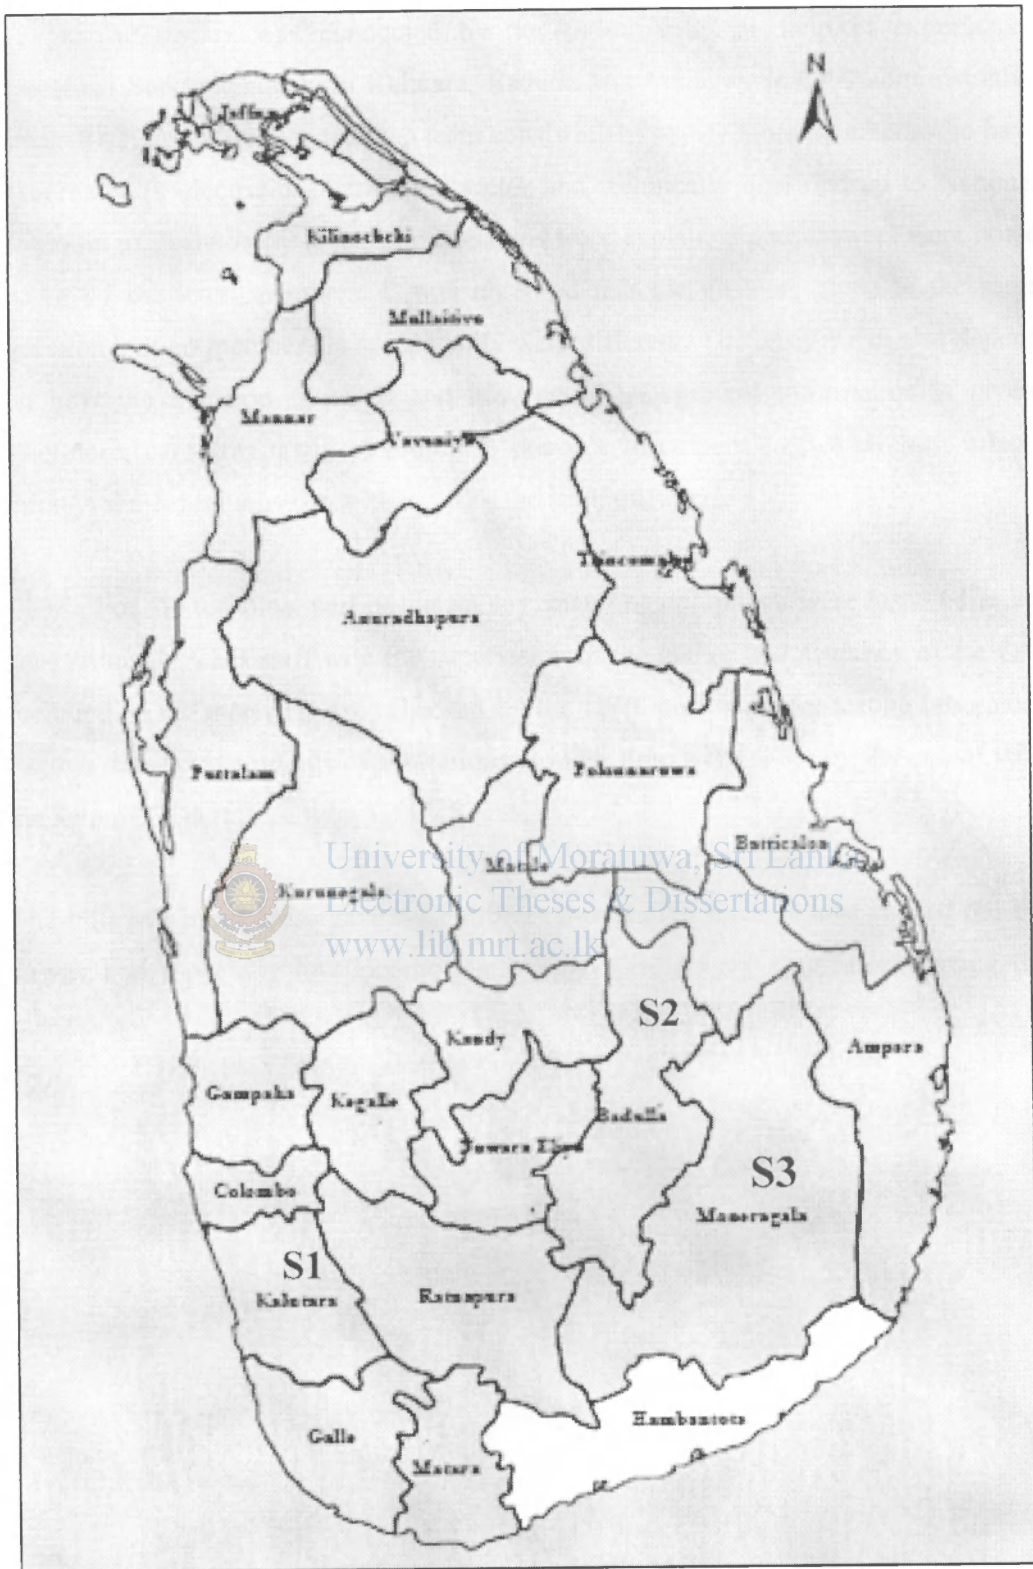 N
Jaffna
Kilinochchi
Mullaitivu
Mannar
Vavuniya
Trincomalee
Anuradhapura
Puttalam
Polonnaruwa
Batticaloa
Matale
Kurunegala
University of Moratuwa, Sri Lanka
Electronic Theses & Dissertations
www.lib.mrt.ac.lk
S2
Kandy
Ampara
Gampaha
Kegalle
Badulla
Nuwara Eliya
S3
Colombo
Moneragala
S1
Kalutara
Ratnapura
Hambantota
Galle
Matara